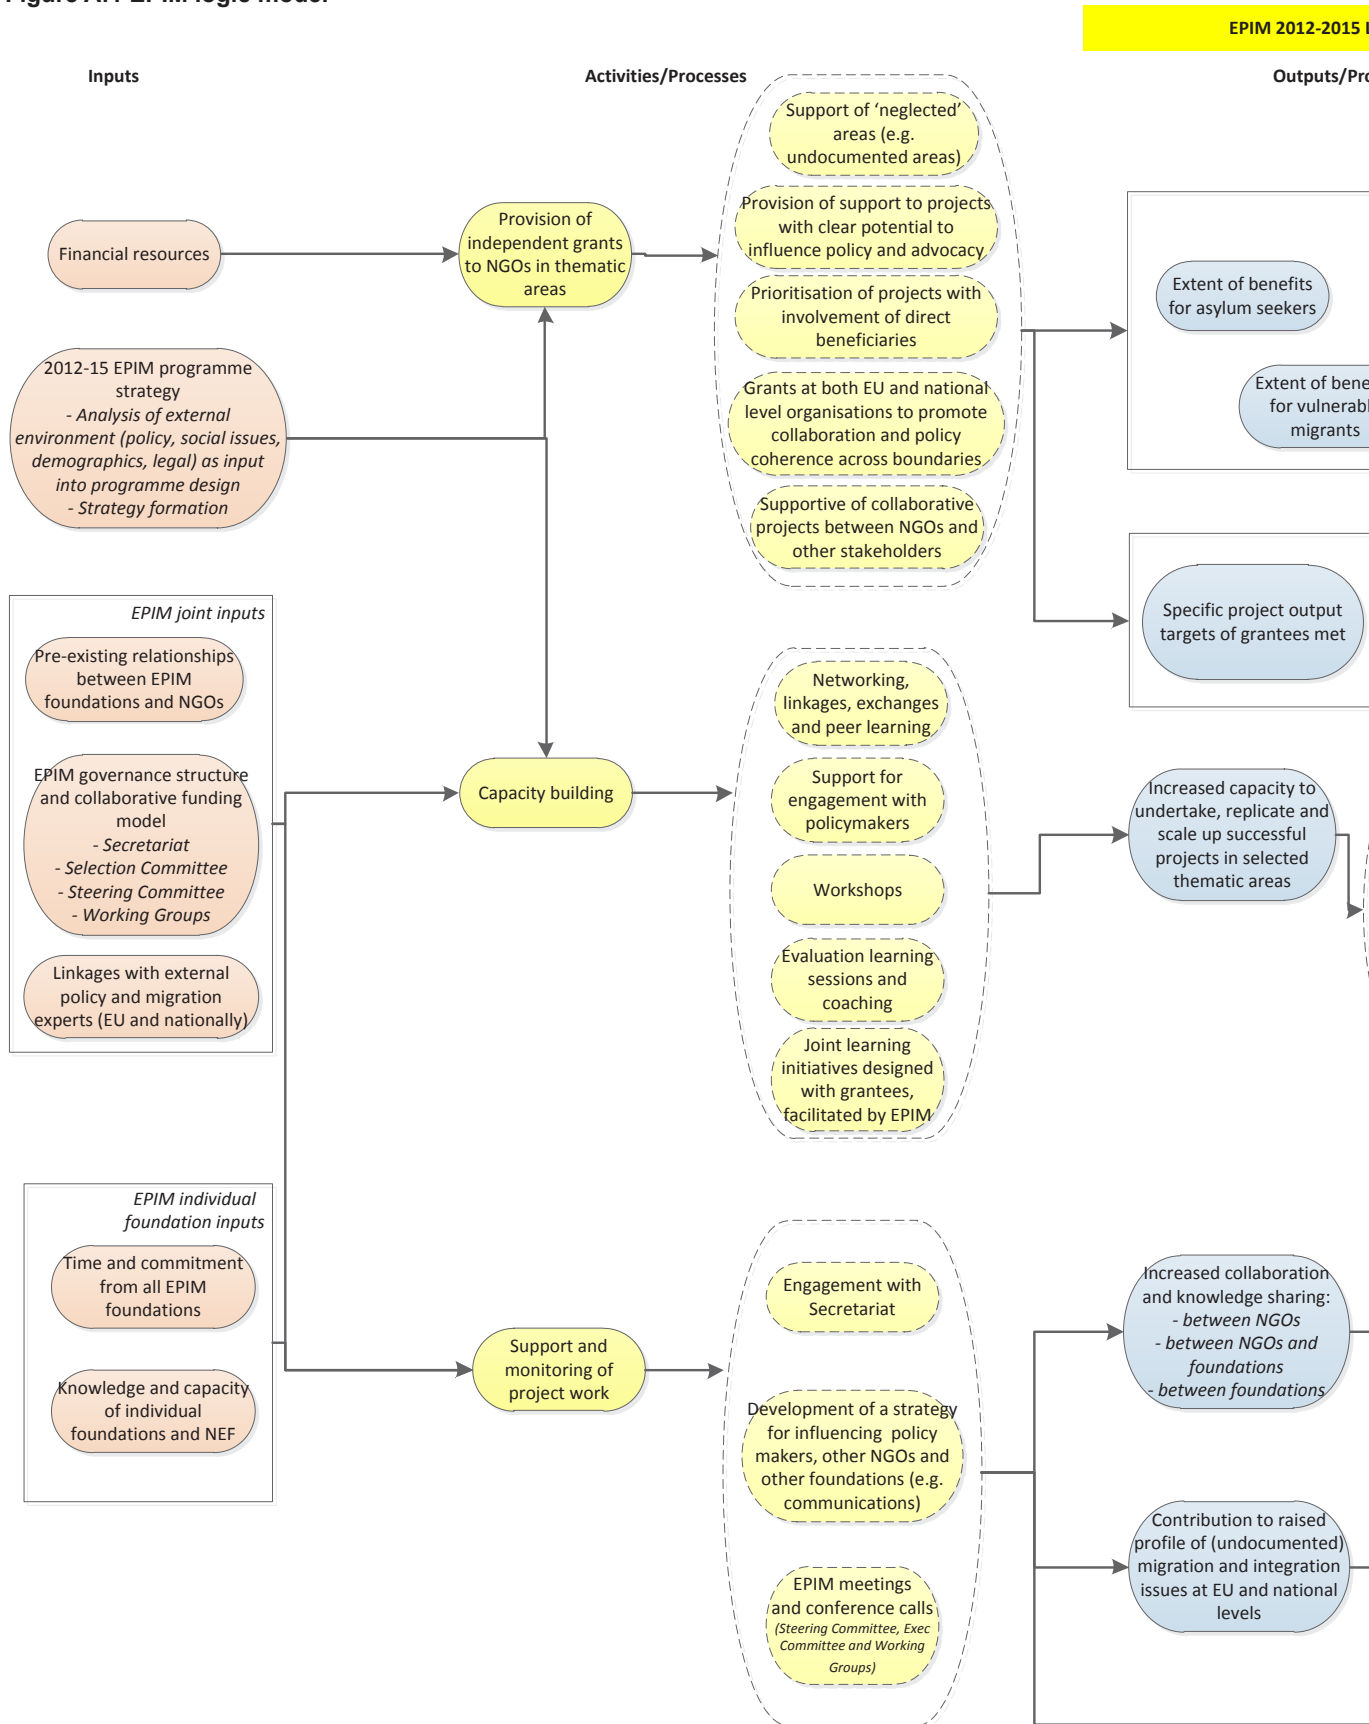 Figure A.1 EPIM logic model
EPIM 2012-2015 L
Inputs
Activities/Processes
Outputs/Pro
Financial resources
2012-15 EPIM programme
strategy
- Analysis of external
environment (policy, social issues,
demographics, legal) as input
into programme design
- Strategy formation
EPIM joint inputs
Pre-existing relationships
between EPIM
foundations and NGOs
EPIM governance structure
and collaborative funding
model
- Secretariat
- Selection Committee
- Steering Committee
- Working Groups
Linkages with external
policy and migration
experts (EU and nationally)
EPIM individual
foundation inputs
Time and commitment
from all EPIM
foundations
Knowledge and capacity
of individual
foundations and NEF
Provision of
independent grants
to NGOs in thematic
areas
Capacity building
Support and
monitoring of
project work
Support of ‘neglected’
areas (e.g.
undocumented areas)
Provision of support to projects
with clear potential to
influence policy and advocacy
Prioritisation of projects with
involvement of direct
beneficiaries
Grants at both EU and national
level organisations to promote
collaboration and policy
coherence across boundaries
Supportive of collaborative
projects between NGOs and
other stakeholders
Networking,
linkages, exchanges
and peer learning
Support for
engagement with
policymakers
Workshops
Evaluation learning
sessions and
coaching
Joint learning
initiatives designed
with grantees,
facilitated by EPIM
Engagement with
Secretariat
Development of a strategy
for influencing policy
makers, other NGOs and
other foundations (e.g.
communications)
EPIM meetings
and conference calls
(Steering Committee, Exec
Committee and Working
Groups)
Extent of benefits
for asylum seekers
Extent of bene
for vulnerabl
migrants
Specific project output
targets of grantees met
Increased capacity to
undertake, replicate and
scale up successful
projects in selected
thematic areas
Increased collaboration
and knowledge sharing:
- between NGOs
- between NGOs and
foundations
- between foundations
Contribution to raised
profile of (undocumented)
migration and integration
issues at EU and national
levels